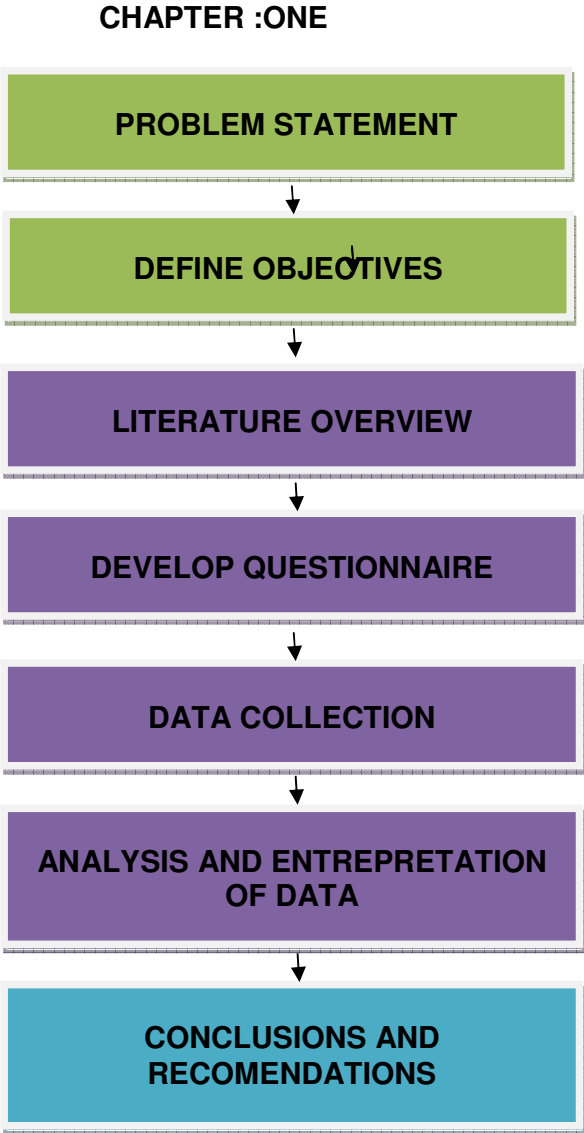 CHAPTER :ONE
PROBLEM STATEMENT
DEFINE OBJECTIVES
LITERATURE OVERVIEW
DEVELOP QUESTIONNAIRE
DATA COLLECTION
ANALYSIS AND ENTREPRETATION
OF DATA
CONCLUSIONS AND
RECOMENDATIONS